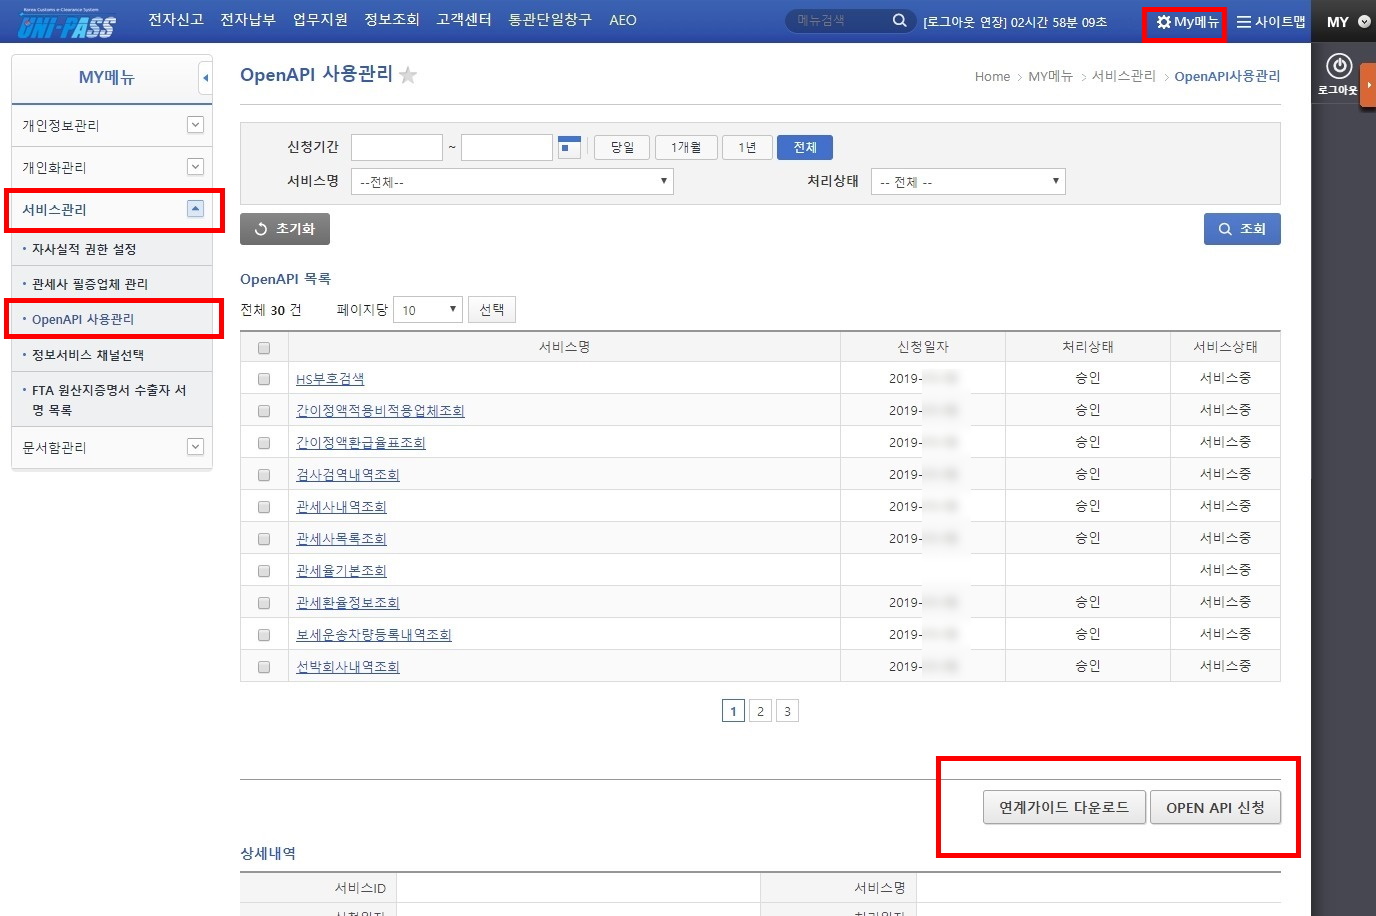 Korea Customs e-Clearance System
UNI-PASS
전자신고 전자납부 업무지원 정보조회 고객센터 통관단일창구 AEO
메뉴검색
[로그아웃 연장] 02시간 58분 09초
My메뉴
사이트맵
MY
로그아웃
MY메뉴
개인정보관리
개인화관리
서비스관리
· 자사실적 권한 설정
· 관세사 필증업체 관리
· OpenAPI 사용관리
· 정보서비스 채널선택
· FTA 원산지증명서 수출자 서
명 목록
문서함관리
OpenAPI 사용관리
Home > MY메뉴 > 서비스관리 > OpenAPI사용관리
신청기간 ~ 당일 1개월 1년 전체
서비스명 --전체-- 처리상태 -- 전체 --
초기화 조회
OpenAPI 목록
전체 30 건 페이지당 10 선택
서비스명 신청일자 처리상태 서비스상태
HS부호검색 2019- 승인 서비스중
간이정액적용비적용업체조회 2019- 승인 서비스중
간이정액환급율표조회 2019- 승인 서비스중
검사검역내역조회 2019- 승인 서비스중
관세사내역조회 2019- 승인 서비스중
관세사목록조회 2019- 승인 서비스중
관세율기본조회 서비스중
관세환율정보조회 2019- 승인 서비스중
보세운송차량등록내역조회 2019- 승인 서비스중
선박회사내역조회 2019- 승인 서비스중
1 2 3
연계가이드 다운로드 OPEN API 신청
상세내역
서비스ID 서비스명